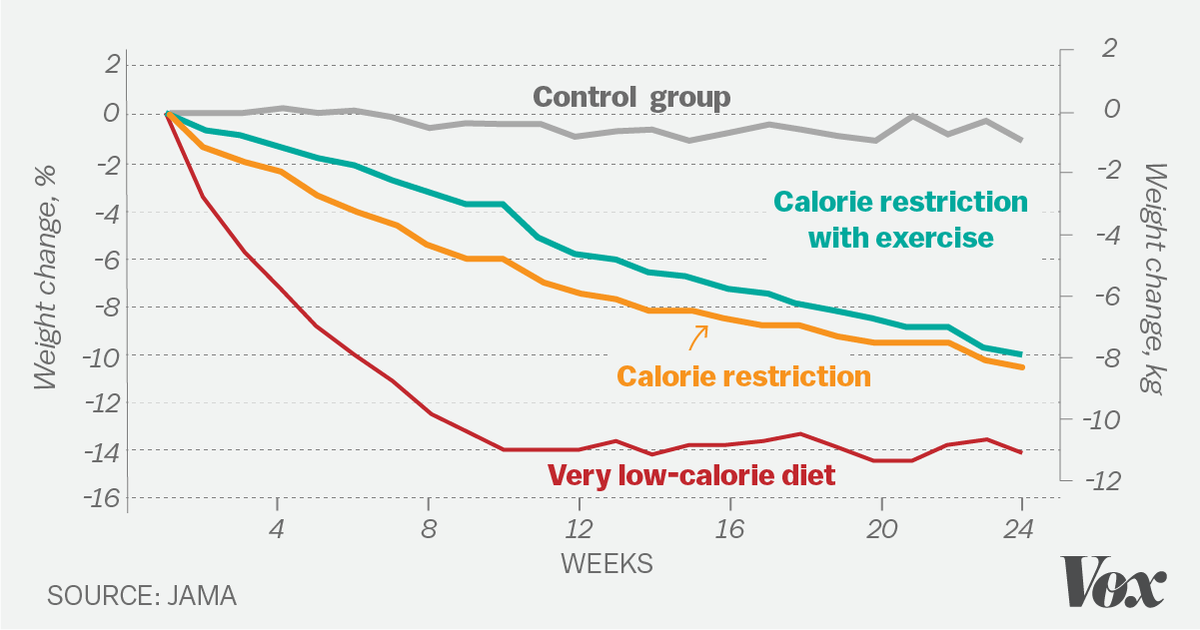 2
0
-2
-4
-6
-8
-10
-12
-14
-16
Weight change, %
2
0
-2
-4
-6
-8
-10
-12
Weight change, kg
Control group
Calorie restriction
with exercise
Calorie restriction
Very low-calorie diet
4 8 12 16 20 24
WEEKS
SOURCE: JAMA
Vox